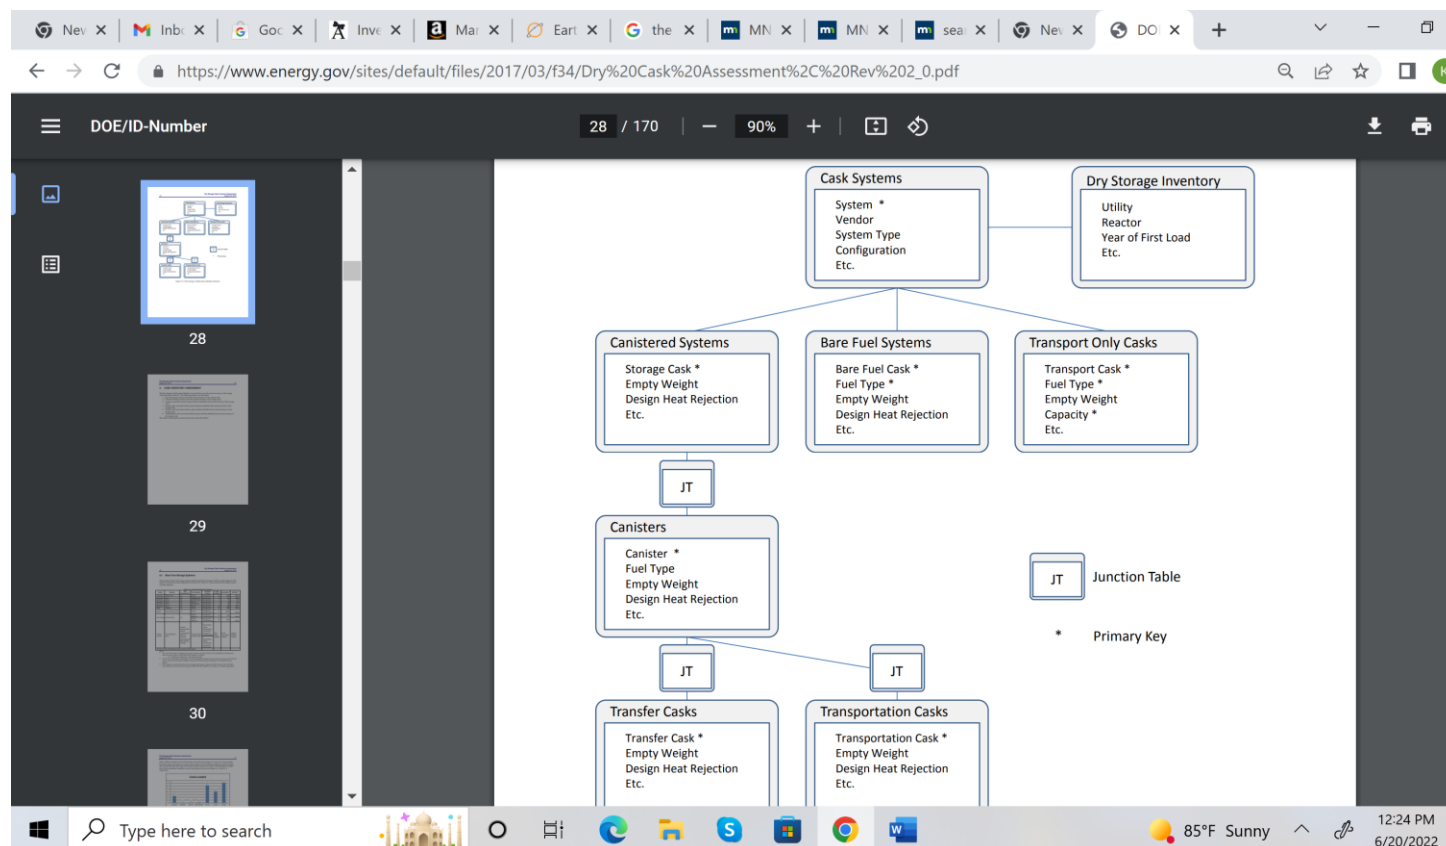 Nev
Inbo
Goo
Inve
Mar
Eart
the
MN
MN
sea
Nev
DOI
https://www.energy.gov/sites/default/files/2017/03/f34/Dry%20Cask%20Assessment%2C%20Rev%202_0.pdf
DOE/ID-Number
28 / 170
90%
28
29
30
Cask Systems
System *
Vendor
System Type
Configuration
Etc.
Dry Storage Inventory
Utility
Reactor
Year of First Load
Etc.
Canistered Systems
Storage Cask *
Empty Weight
Design Heat Rejection
Etc.
Bare Fuel Systems
Bare Fuel Cask *
Fuel Type *
Empty Weight
Design Heat Rejection
Etc.
Transport Only Casks
Transport Cask *
Fuel Type *
Empty Weight
Capacity *
Etc.
JT
Canisters
Canister *
Fuel Type
Empty Weight
Design Heat Rejection
Etc.
JT
Junction Table
* Primary Key
JT
JT
Transfer Casks
Transfer Cask *
Empty Weight
Design Heat Rejection
Etc.
Transportation Casks
Transportation Cask *
Empty Weight
Design Heat Rejection
Etc.
Type here to search
85°F Sunny
12:24 PM
6/20/2022